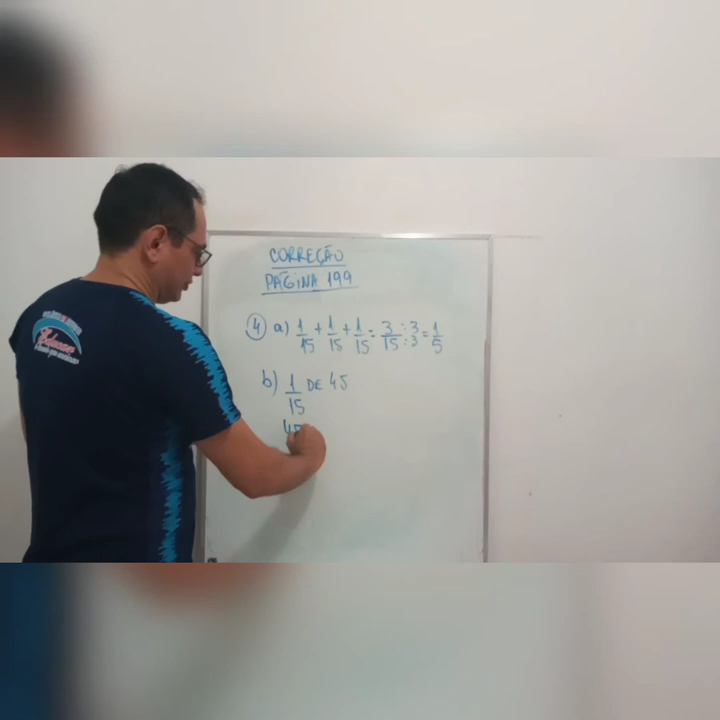 CORREÇÃO
PÁGINA 199
4 a) 1/15 + 1/15 + 1/15 = 3:3/15:3 = 1/5
b) 1/15 DE 45
45